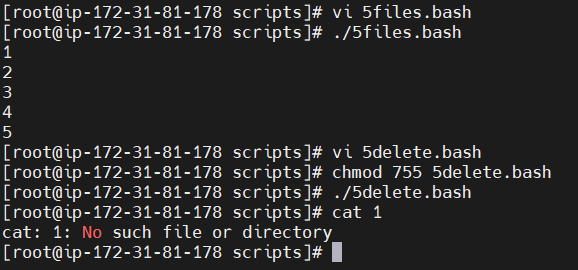 [root@ip-172-31-81-178 scripts]# vi 5files.bash
[root@ip-172-31-81-178 scripts]# ./5files.bash
1
2
3
4
5
[root@ip-172-31-81-178 scripts]# vi 5delete.bash
[root@ip-172-31-81-178 scripts]# chmod 755 5delete.bash
[root@ip-172-31-81-178 scripts]# ./5delete.bash
[root@ip-172-31-81-178 scripts]# cat 1
cat: 1: No such file or directory
[root@ip-172-31-81-178 scripts]#